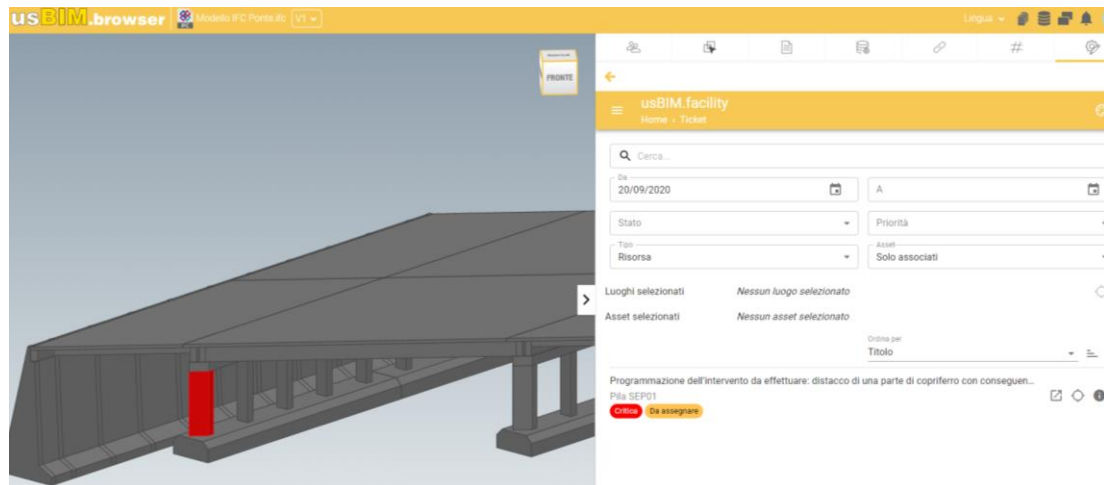 usBIM.browser
IFC
Modello IFC Ponte.ifc
V1
Lingua
FRONTE
#
usBIM.facility
Home › Ticket
Cerca...
Da
20/09/2020
A
Stato
Priorità
Tipo
Risorsa
Asset
Solo associati
Luoghi selezionati
Nessun luogo selezionato
Asset selezionati
Nessun asset selezionato
Ordina per
Titolo
Programmazione dell'intervento da effettuare: distacco di una parte di copriferro con conseguen...
Pila SEP01
Critica
Da assegnare